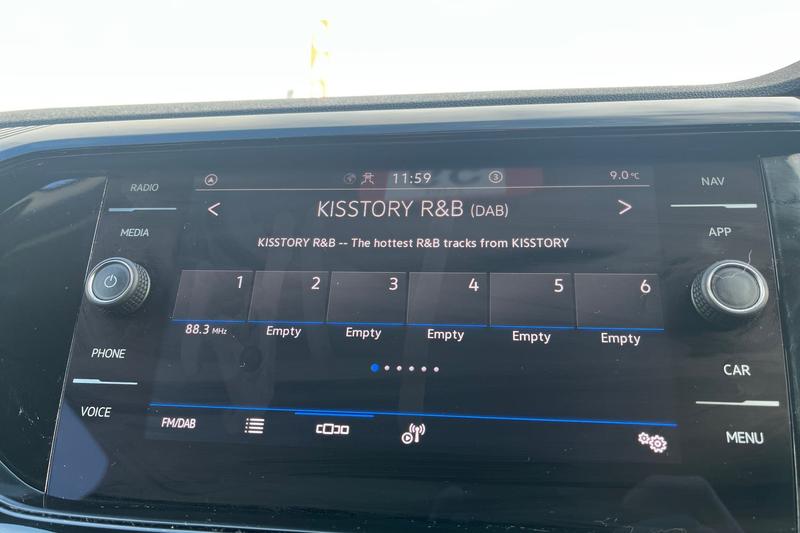 RADIO
MEDIA
PHONE
VOICE
3 11:59 9.0 °C
< KISSTORY R&B (DAB) >
KISSTORY R&B -- The hottest R&B tracks from KISSTORY
1 2 3 4 5 6
88.3 MHz Empty Empty Empty Empty Empty
FM/DAB
NAV
APP
CAR
MENU